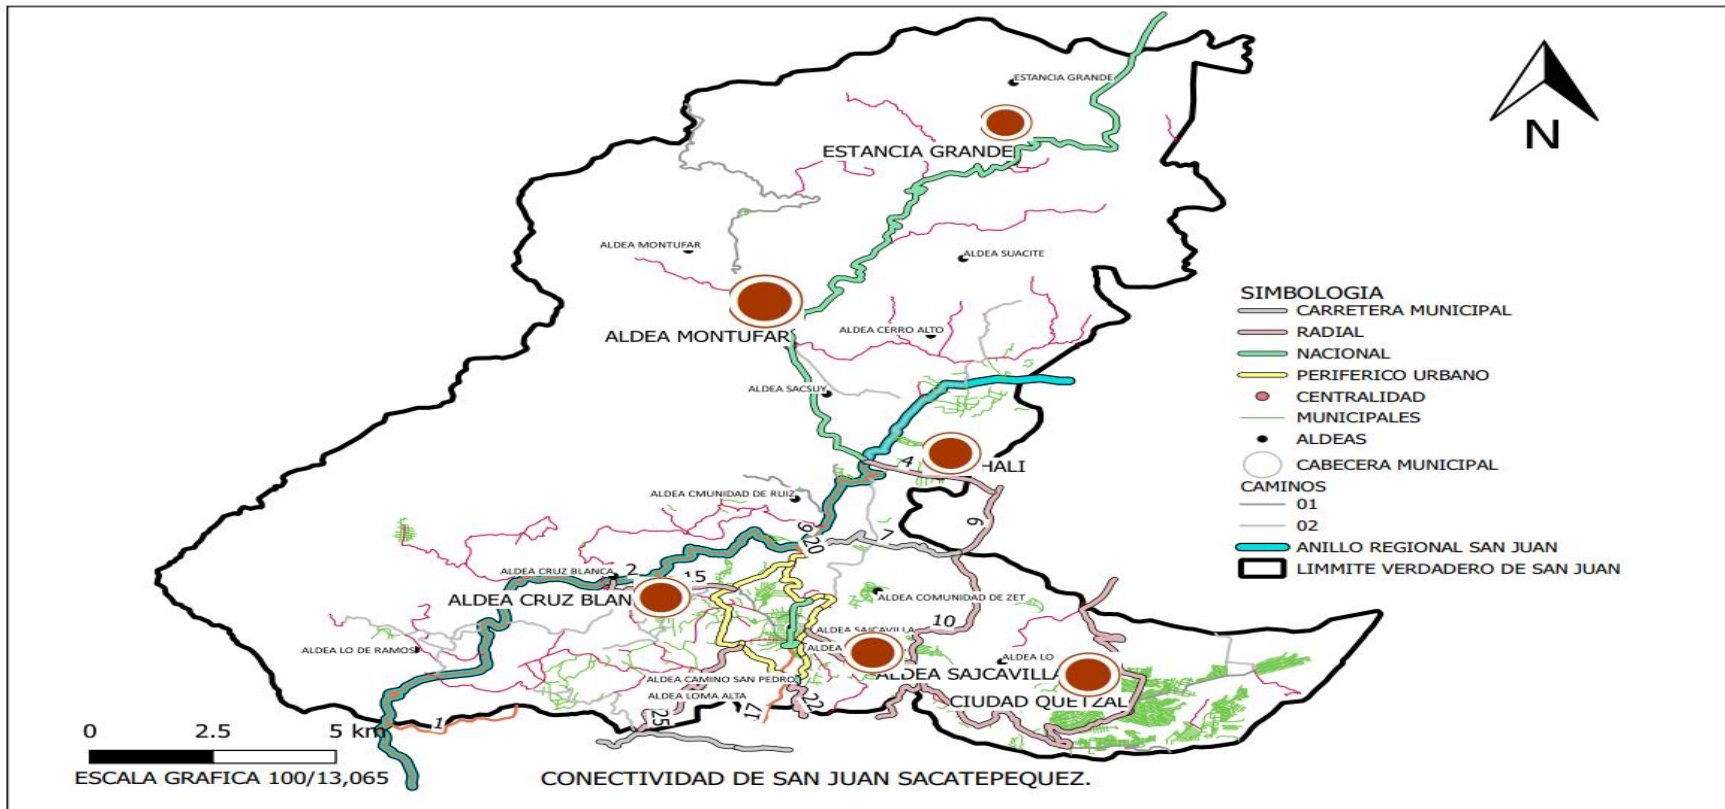 ESTANCIA GRANDE
N
ESTANCIA GRANDE
ALDEA MONTUFAR
ALDEA SUACITE
SIMBOLOGIA
CARRETERA MUNICIPAL
RADIAL
NACIONAL
PERIFERICO URBANO
CENTRALIDAD
MUNICIPALES
ALDEAS
CABECERA MUNICIPAL
CAMINOS
01
02
ANILLO REGIONAL SAN JUAN
LIMMITE VERDADERO DE SAN JUAN
ALDEA CERRO ALTO
ALDEA MONTUFAR
ALDEA SACSUY
4
HALI
ALDEA CMUNIDAD DE RUIZ
6
9
20
7
ALDEA CRUZ BLANCA
2
15
ALDEA CRUZ BLAN
ALDEA COMUNIDAD DE ZET
10
ALDEA SAJCAVILLA
ALDEA LO DE RAMOS
ALDEA
ALDEA LO
ALDEA SAJCAVILLA
ALDEA CAMINO SAN PEDRO
ALDEA LOMA ALTA
CIUDAD QUETZAL
1
25
17
22
0 2.5 5 km
ESCALA GRAFICA 100/13,065
CONECTIVIDAD DE SAN JUAN SACATEPEQUEZ.